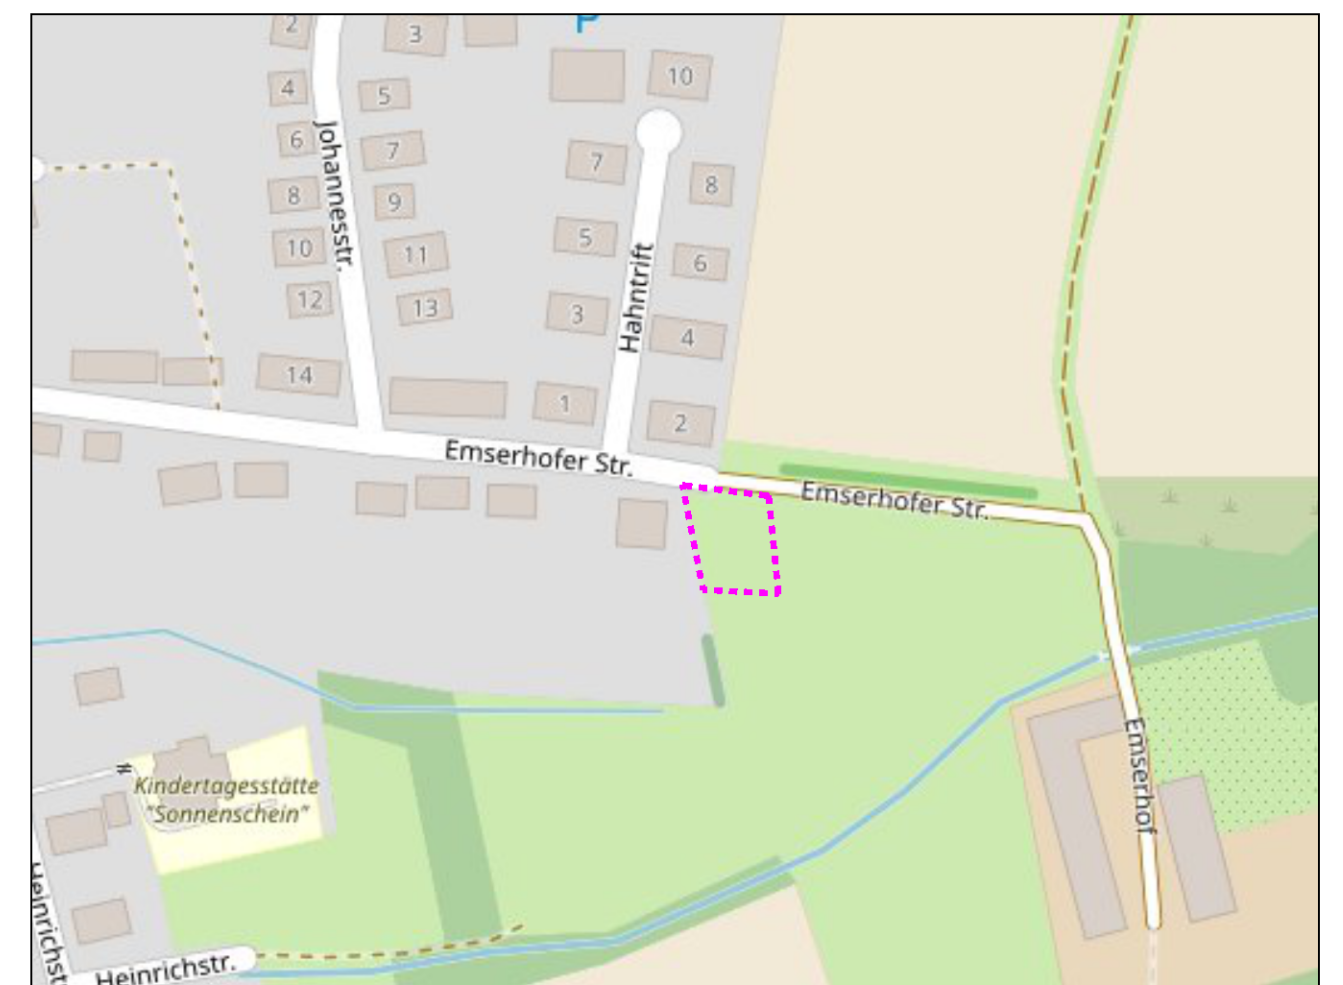 P
2
3
4
5
10
6
7
7
8
8
9
5
10
11
6
12
13
3
4
14
1
2
Johannesstr.
Hahntrift
Emserhofer Str.
Emserhofer Str.
Emserhof
Kindertagesstätte
"Sonnenschein"
Heinrichst
Heinrichstr.